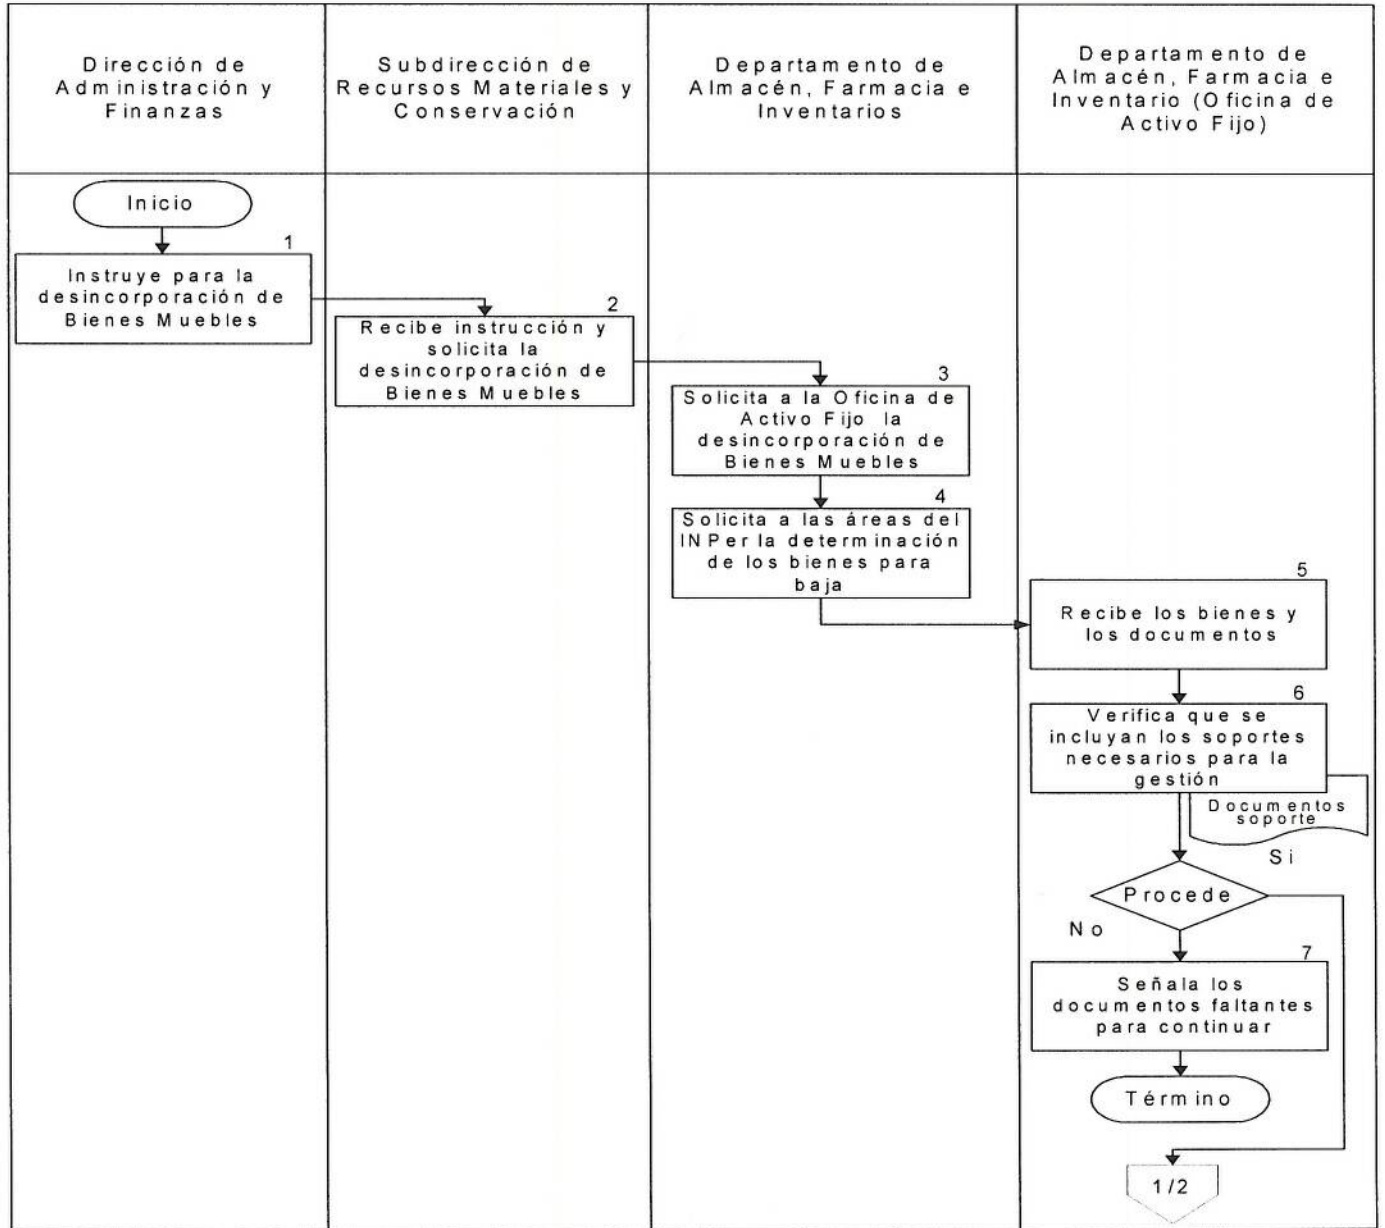 Dirección de
Administración y
Finanzas
Subdirección de
Recursos Materiales y
Conservación
Departamento de
Almacén, Farmacia e
Inventarios
Departamento de
Almacén, Farmacia e
Inventario (Oficina de
Activo Fijo)
Inicio
1
Instruye para la
desincorporación de
Bienes Muebles
2
Recibe instrucción y
solicita la
desincorporación de
Bienes Muebles
3
Solicita a la Oficina de
Activo Fijo la
desincorporación de
Bienes Muebles
4
Solicita a las áreas del
INPer la determinación
de los bienes para
baja
5
Recibe los bienes y
los documentos
6
Verifica que se
incluyan los soportes
necesarios para la
gestión
Documentos
soporte
Si
Procede
No
7
Señala los
documentos faltantes
para continuar
Término
1/2